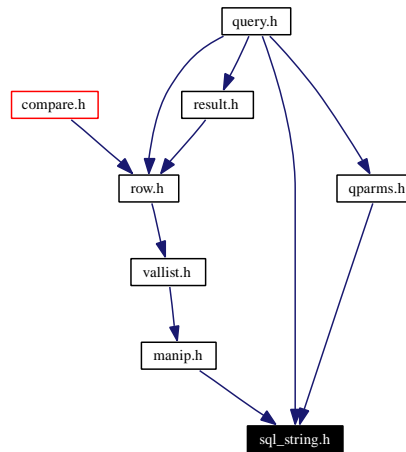 query.h
compare.h
result.h
row.h
qparms.h
vallist.h
manip.h
sql_string.h